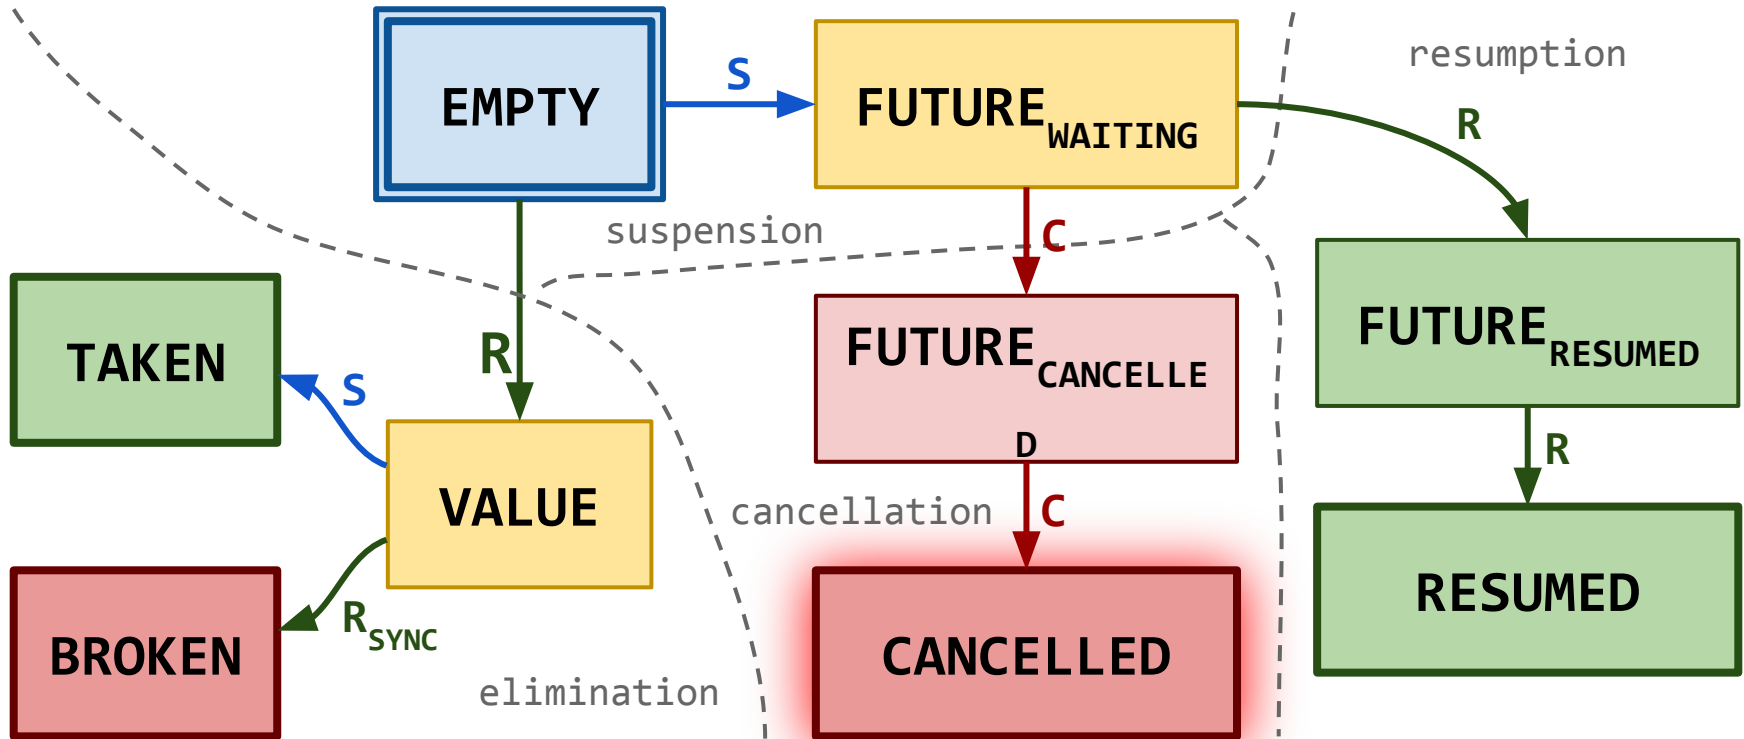 EMPTY
S
FUTURE WAITING
resumption
R
suspension
C
R
TAKEN
S
FUTURE CANCELLE
D
FUTURE RESUMED
R
VALUE
cancellation
C
BROKEN
R SYNC
elimination
CANCELLED
RESUMED